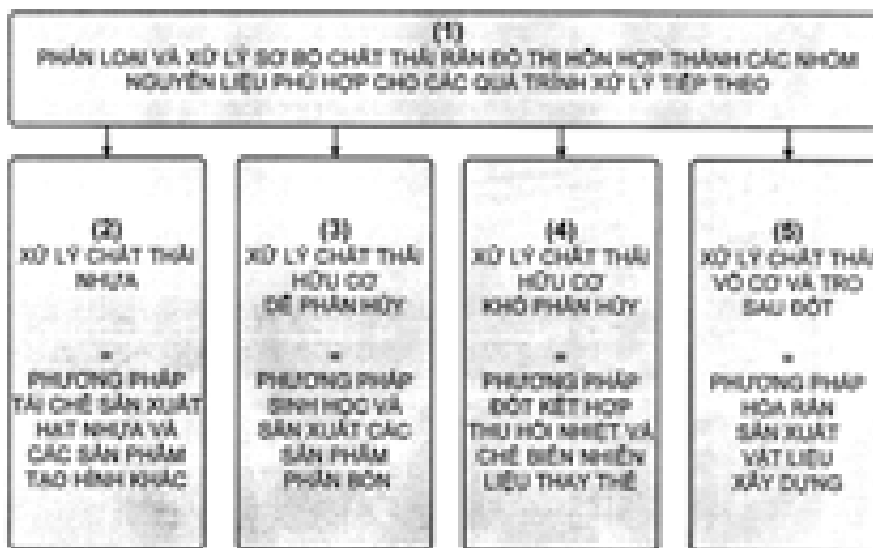 (1)
PHÂN LOẠI VÀ XỬ LÝ SƠ BỘ CHẤT THẢI RẮN ĐÔ THỊ HỖN HỢP THÀNH CÁC NHÓM
NGUYÊN LIỆU PHÙ HỢP CHO CÁC QUÁ TRÌNH XỬ LÝ TIẾP THEO
(2)
XỬ LÝ CHẤT THẢI
NHỰA
=
PHƯƠNG PHÁP
TÁI CHẾ SẢN XUẤT
HẠT NHỰA VÀ
CÁC SẢN PHẨM
TẠO HÌNH KHÁC
(3)
XỬ LÝ CHẤT THẢI
HỮU CƠ
DỄ PHÂN HỦY
=
PHƯƠNG PHÁP
SINH HỌC VÀ
SẢN XUẤT CÁC
SẢN PHẨM
PHÂN BÓN
(4)
XỬ LÝ CHẤT THẢI
HỮU CƠ
KHÓ PHÂN HỦY
=
PHƯƠNG PHÁP
ĐỐT KẾT HỢP
THU HỒI NHIỆT VÀ
CHẾ BIẾN NHIÊN
LIỆU THAY THẾ
(5)
XỬ LÝ CHẤT THẢI
VÔ CƠ VÀ TRO
SAU ĐỐT
=
PHƯƠNG PHÁP
HÓA RẮN
SẢN XUẤT
VẬT LIỆU
XÂY DỰNG